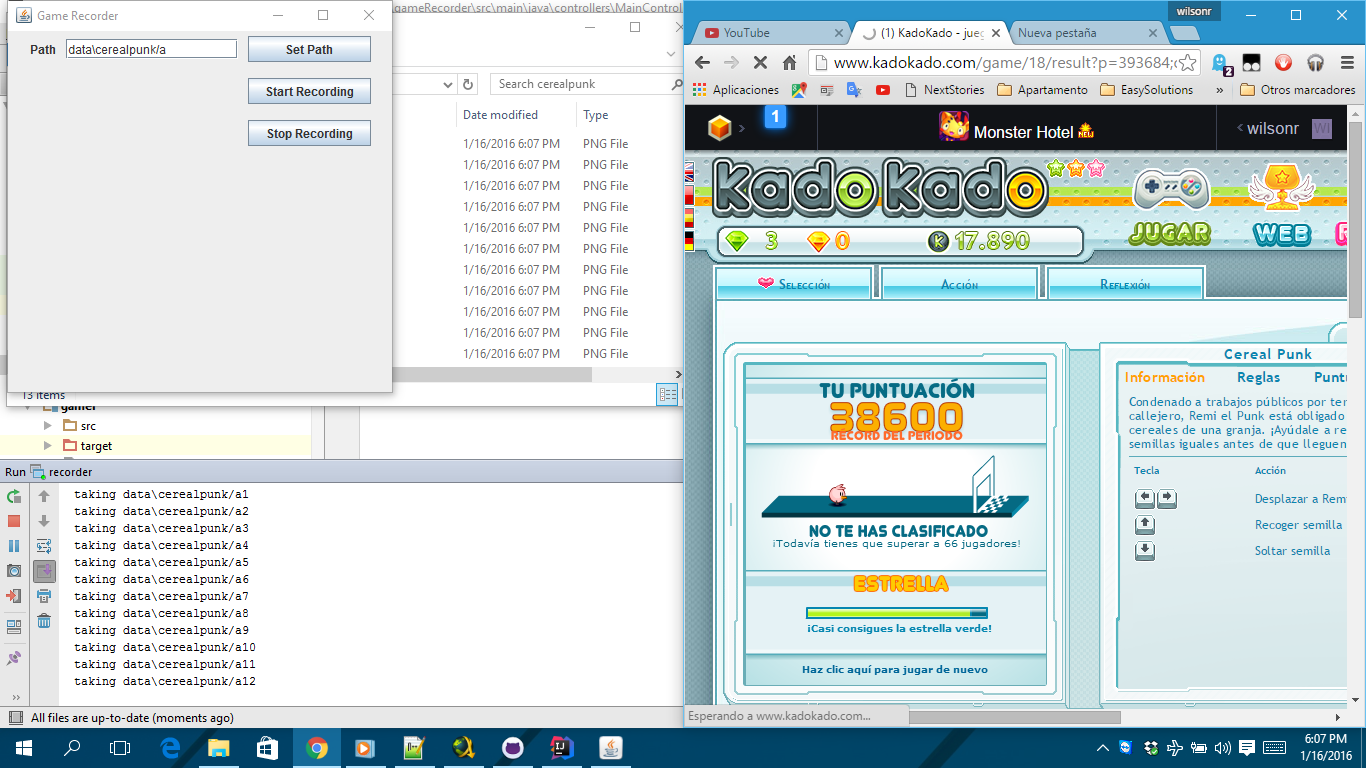 Game Recorder
Path
data\cerealpunk/a
Set Path
Start Recording
Stop Recording
gameRecorder\src\main\java\controllers\MainControl
Search cerealpunk
Date modified
Type
1/16/2016 6:07 PM
PNG File
1/16/2016 6:07 PM
PNG File
1/16/2016 6:07 PM
PNG File
1/16/2016 6:07 PM
PNG File
1/16/2016 6:07 PM
PNG File
1/16/2016 6:07 PM
PNG File
1/16/2016 6:07 PM
PNG File
1/16/2016 6:07 PM
PNG File
1/16/2016 6:07 PM
PNG File
1/16/2016 6:07 PM
PNG File
1/16/2016 6:07 PM
PNG File
13 items
gamer
src
target
Run
recorder
taking data\cerealpunk/a1
taking data\cerealpunk/a2
taking data\cerealpunk/a3
taking data\cerealpunk/a4
taking data\cerealpunk/a5
taking data\cerealpunk/a6
taking data\cerealpunk/a7
taking data\cerealpunk/a8
taking data\cerealpunk/a9
taking data\cerealpunk/a10
taking data\cerealpunk/a11
taking data\cerealpunk/a12
All files are up-to-date (moments ago)
wilsonr
YouTube
KadoKado - jueg
Nueva pestaña
www.kadokado.com/game/18/result?p=393684;
2
Aplicaciones
NextStories
Apartamento
EasySolutions
»
Otros marcadores
1
Monster Hotel
NEW
wilsonr
WI
KadoKado
3
0
K
17.890
JUGAR
WEB
R
Selección
Acción
Reflexión
TU PUNTUACIÓN
38600
RECORD DEL PERIODO
NO TE HAS CLASIFICADO
¡Todavía tienes que superar a 66 jugadores!
ESTRELLA
¡Casi consigues la estrella verde!
Haz clic aquí para jugar de nuevo
Cereal Punk
Información
Reglas
Puntu
Condenado a trabajos públicos por ter
callejero, Remi el Punk está obligado
cereales de una granja. ¡Ayúdale a re
semillas iguales antes de que lleguen
Tecla
Acción
Desplazar a Rem
Recoger semilla
Soltar semilla
Esperando a www.kadokado.com...
6:07 PM
1/16/2016